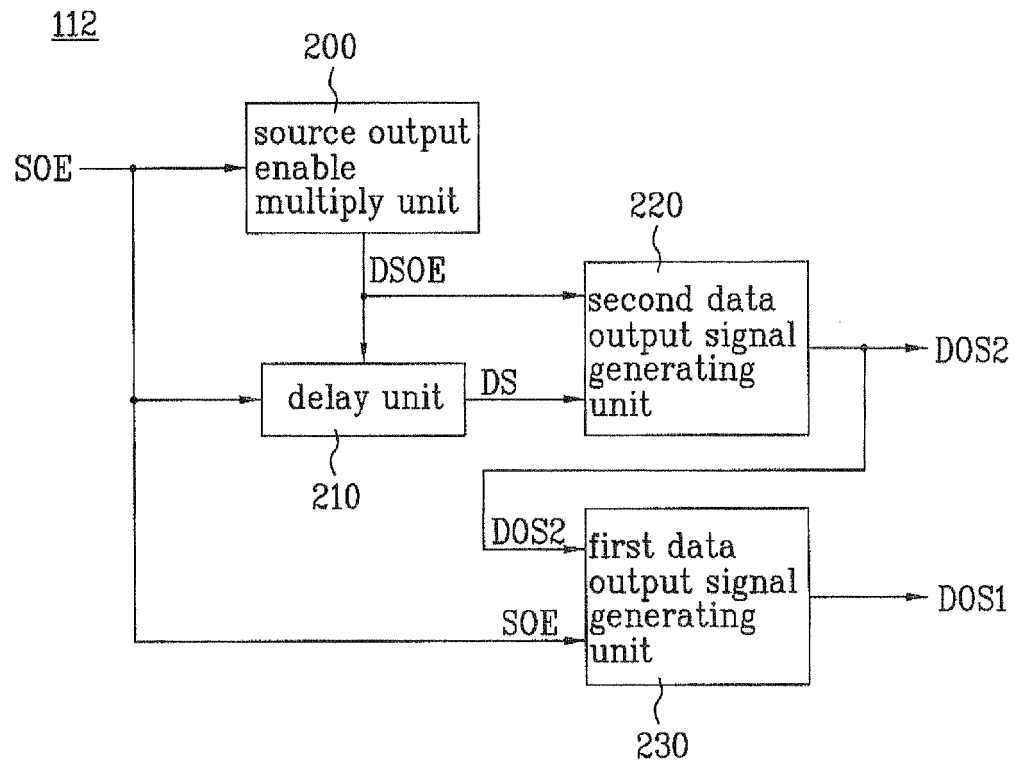 112
200
source output
enable
multiply unit
SOE
220
DSOE
second data
output signal
generating
unit
DOS2
delay unit
DS
210
DOS2
first data
output signal
generating
unit
DOS1
SOE
230